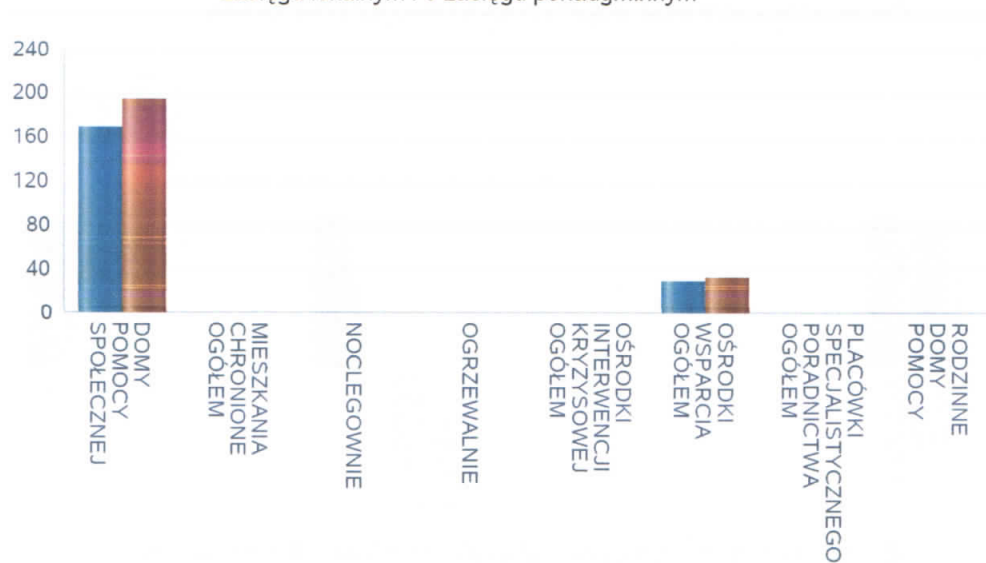 ponadgminnym
240
200
160
120
80
40
0
DOMY
POMOCY
SPOŁECZNEJ
MIESZKANIA
CHRONIONE
OGÓŁEM
NOCLEGOWNIE
OGRZEWALNIE
OŚRODKI
INTERWENCJI
KRYZYSOWEJ
OGÓŁEM
OŚRODKI
WSPARCIA
OGÓŁEM
PLACÓWKI
SPECJALISTYCZNEGO
PORADNICTWA
OGÓŁEM
RODZINNE
DOMY
POMOCY